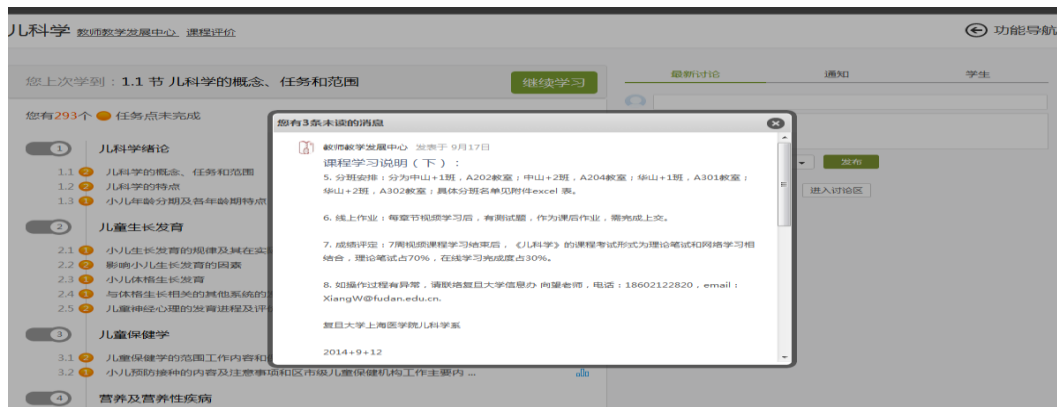 儿科学 教师教学发展中心 课程评价
功能导航
您上次学到：1.1 节 儿科学的概念、任务和范围
继续学习
最新讨论 通知 学生
您有293个 任务点未完成
1 儿科学绪论
1.1 2 儿科学的概念、任务和范围
1.2 2 儿科学的特点
1.3 1 小儿年龄分期及各年龄期特点
2 儿童生长发育
2.1 1 小儿生长发育的规律及其在实
2.2 2 影响小儿生长发育的因素
2.3 1 小儿体格生长发育
2.4 1 与体格生长相关的其他系统的
2.5 2 儿童神经心理的发育进程及评
3 儿童保健学
3.1 2 儿童保健学的范围工作内容和
3.2 1 小儿预防接种的内容及注意事项和区市级儿童保健机构工作主要内 ...
4 营养及营养性疾病
您有3条未读的消息
教师教学发展中心 发表于 9月17日
课程学习说明（下）：
5. 分班安排：分为中山+1班，A202教室；中山+2班，A204教室；华山+1班，A301教室；
华山+2班，A302教室；具体分班名单见附件excel 表。
6. 线上作业：每章节视频学习后，有测试题，作为课后作业，需完成上交。
7. 成绩评定：7周视频课程学习结束后，《儿科学》的课程考试形式为理论笔试和网络学习相
结合，理论笔试占70%，在线学习完成度占30%。
8. 如操作过程有异常，请联络复旦大学信息办 向望老师，电话：18602122820，email：
XiangW@fudan.edu.cn.
复旦大学上海医学院儿科学系
2014+9+12
发布
进入讨论区